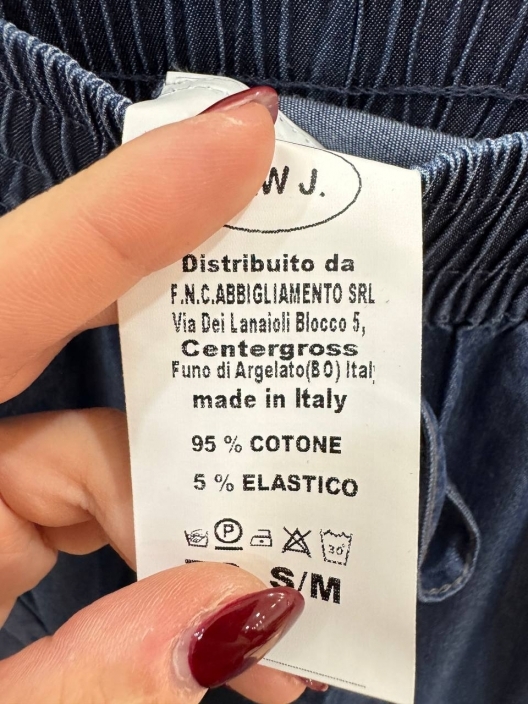 W J.
Distribuito da
F.N.C.ABBIGLIAMENTO SRL
Via Dei Lanaioli Blocco 5,
Centergross
Funo di Argelato(BO) Ital
made in Italy
95 % COTONE
5 % ELASTICO
P 30°
S/M